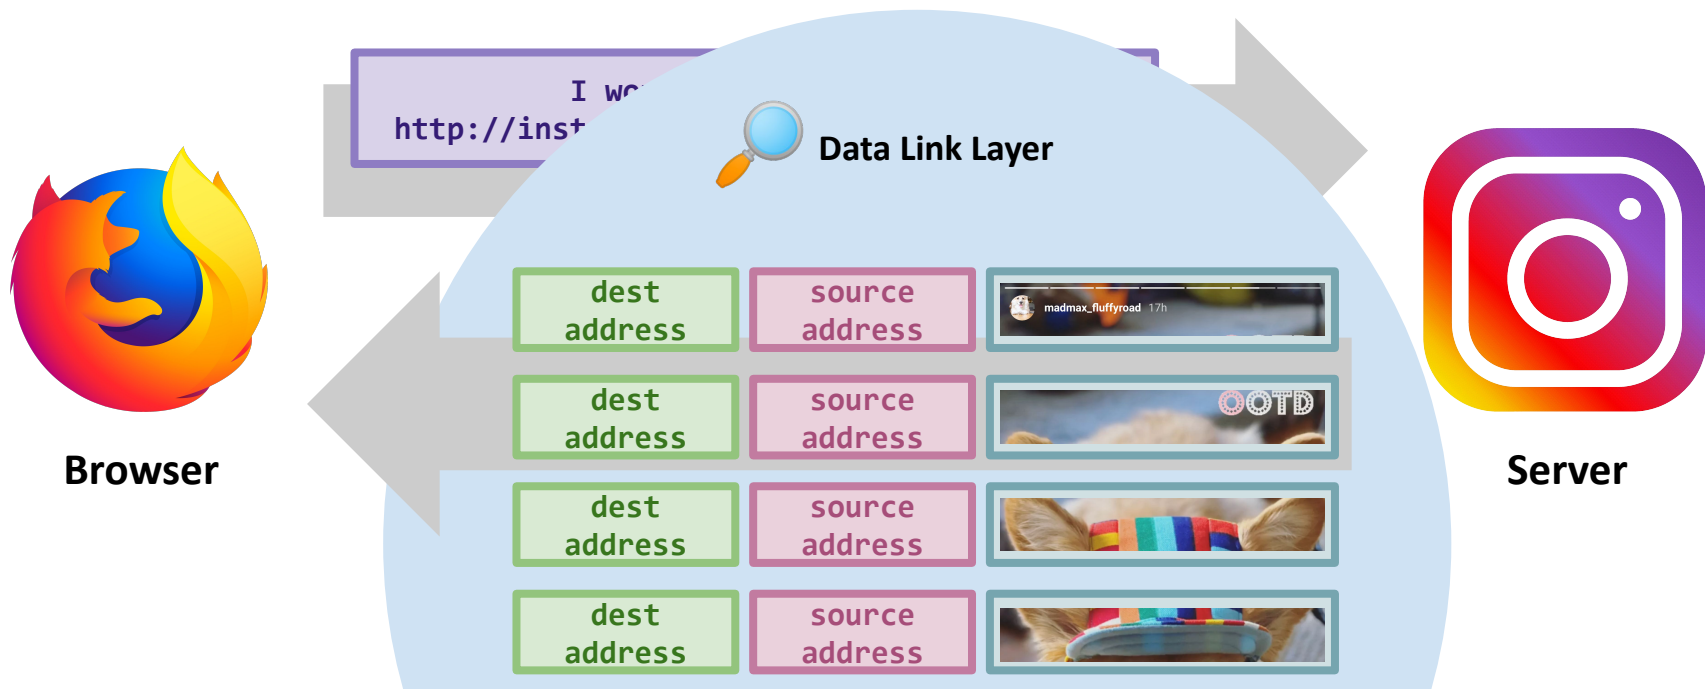 I wo
http://inst
Data Link Layer
dest
address
source
address
madmax_fluffyroad 17h
dest
address
source
address
OOTD
dest
address
source
address
dest
address
source
address
Browser
Server